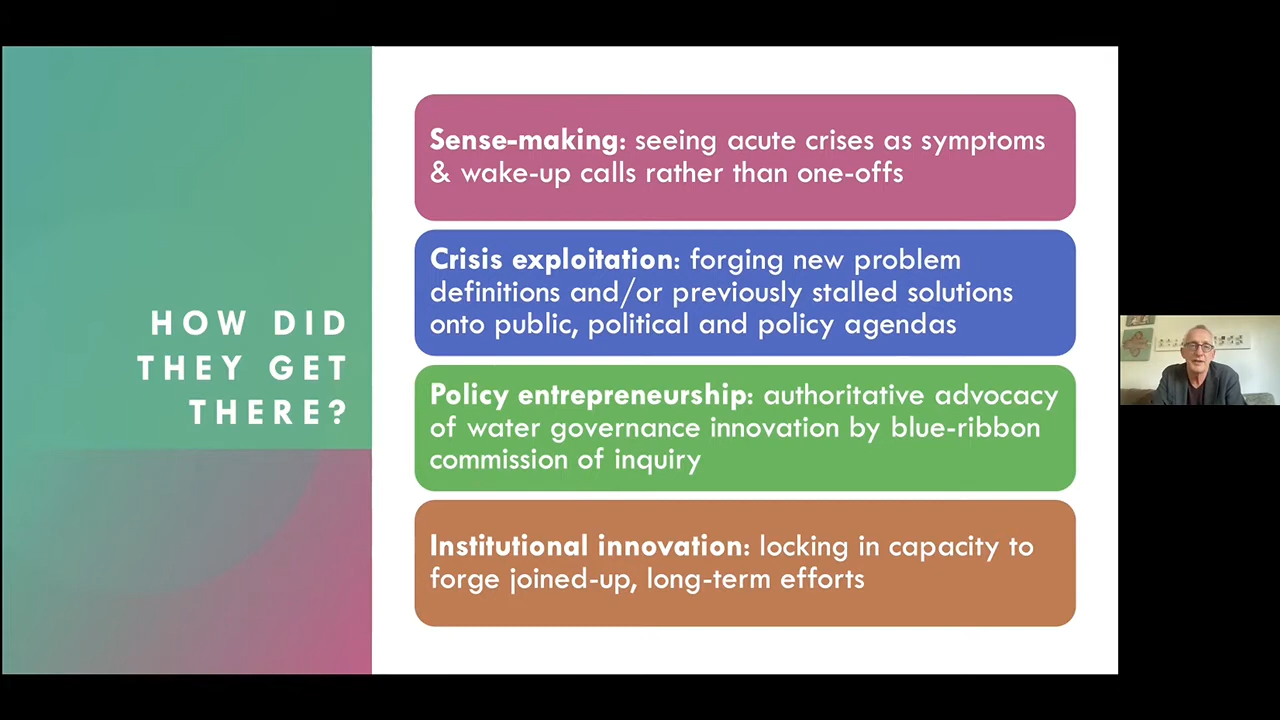 HOW DID
THEY GET
THERE?
Sense-making: seeing acute crises as symptoms
& wake-up calls rather than one-offs
Crisis exploitation: forging new problem
definitions and/or previously stalled solutions
onto public, political and policy agendas
Policy entrepreneurship: authoritative advocacy
of water governance innovation by blue-ribbon
commission of inquiry
Institutional innovation: locking in capacity to
forge joined-up, long-term efforts